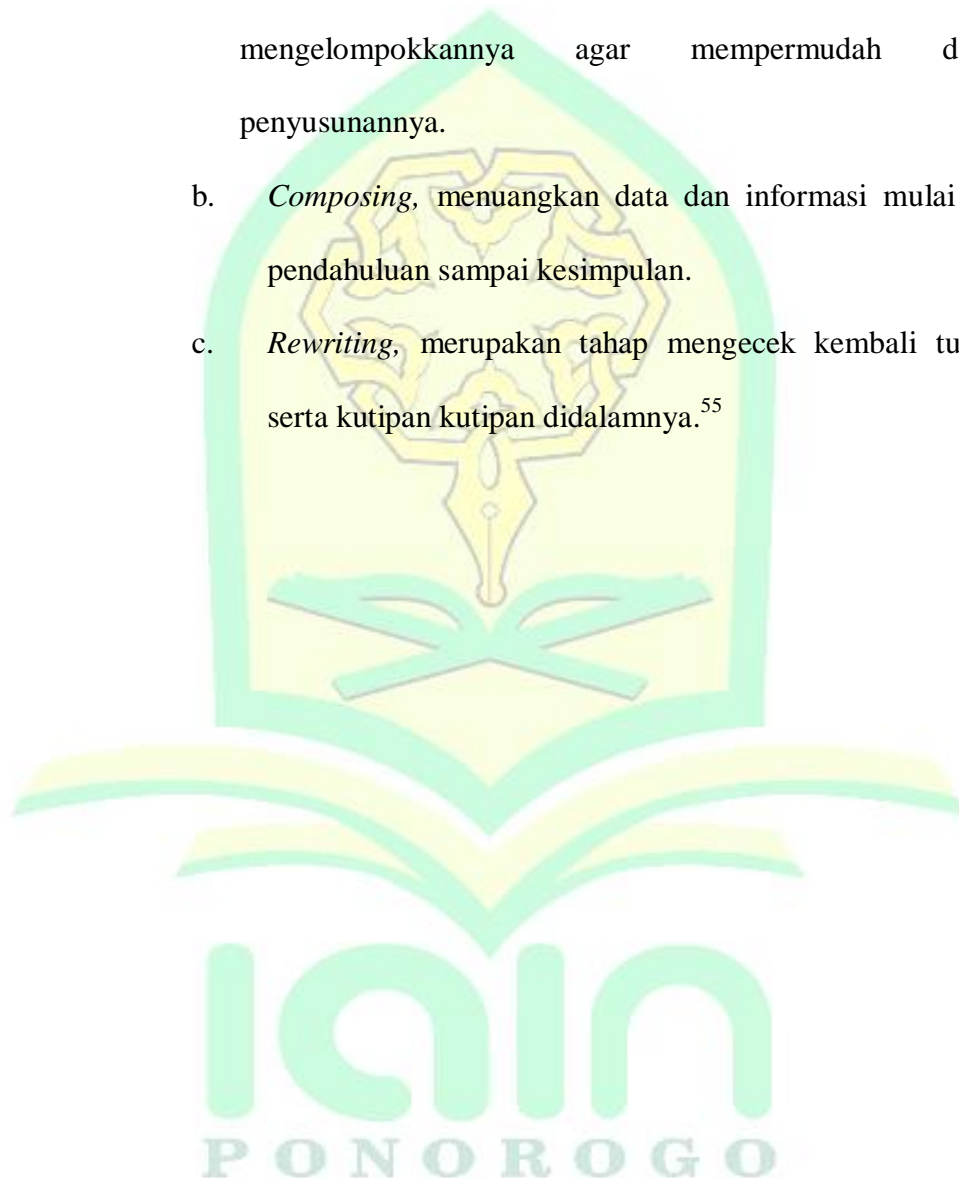 mengelompokkannya agar mempermudah
penyusunannya.
b. Composing, menuangkan data dan informasi mulai
pendahuluan sampai kesimpulan.
c. Rewriting, merupakan tahap mengecek kembali
serta kutipan kutipan didalamnya.55
iain
PONOROGO